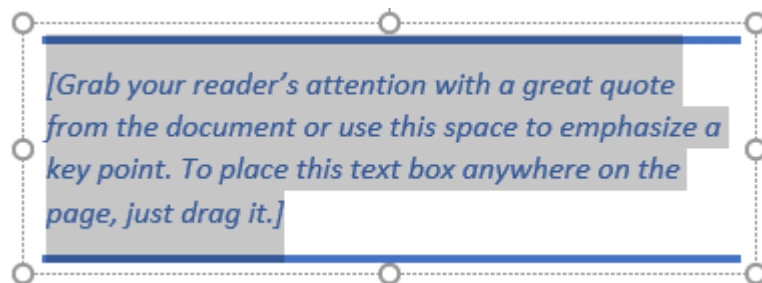 [Grab your reader’s attention with a great quote
from the document or use this space to emphasize a
key point. To place this text box anywhere on the
page, just drag it.]